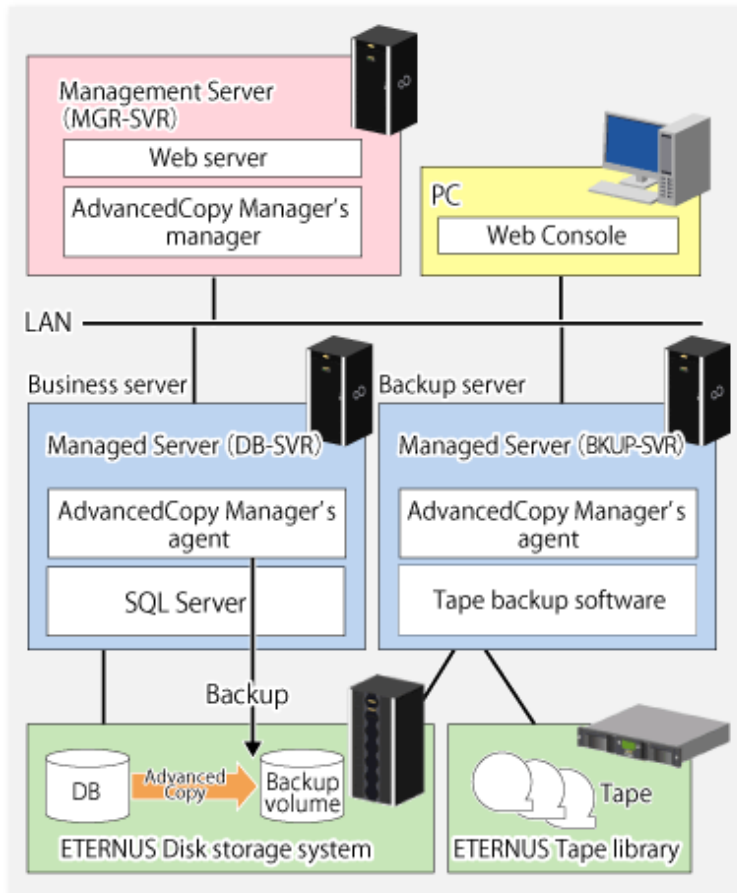 Management Server
(MGR-SVR)
Web server
AdvancedCopy Manager's
manager
PC
Web Console
LAN
Business server
Managed Server (DB-SVR)
AdvancedCopy Manager's
agent
SQL Server
Backup server
Managed Server (BKUP-SVR)
AdvancedCopy Manager's
agent
Tape backup software
Backup
DB
Advanced
Copy
Backup
volume
ETERNUS Disk storage system
Tape
ETERNUS Tape library